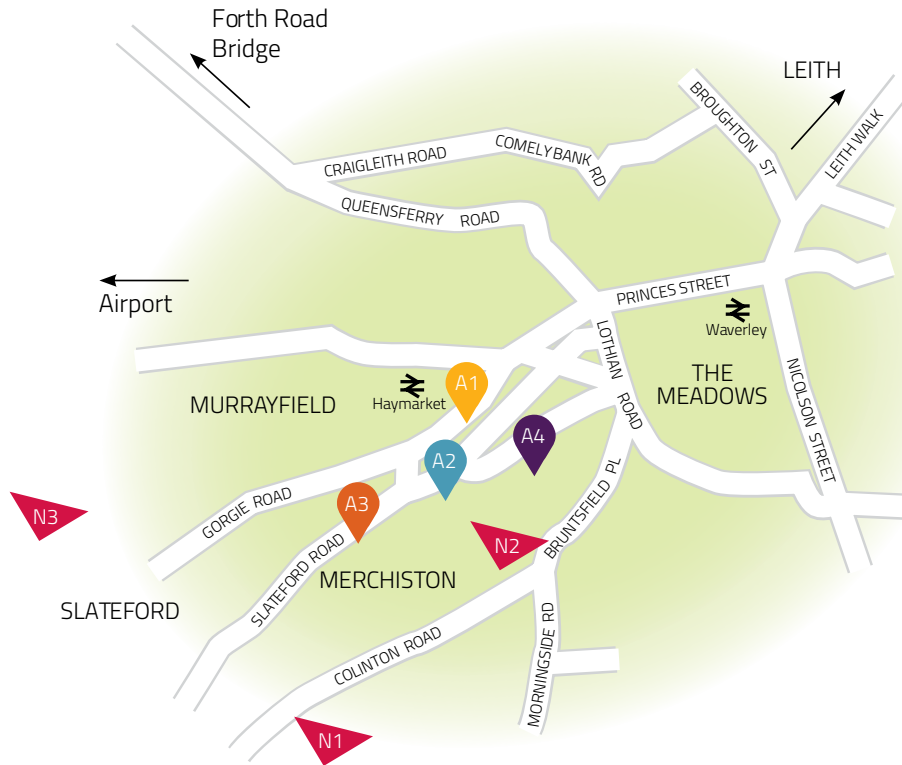 Forth Road
Bridge
LEITH
BROUGHTON ST
LEITH WALK
CRAIGLEITH ROAD
COMELY BANK RD
QUEENSFERRY ROAD
Airport
PRINCES STREET
Waverley
LOTHIAN ROAD
THE
MEADOWS
NICOLSON STREET
MURRAYFIELD
Haymarket
A1
A2
A4
A3
GORGIE ROAD
N3
N2
BRUNTSFIELD PL
SLATEFORD ROAD
MERCHISTON
SLATEFORD
COLINTON ROAD
MORNINGSIDE RD
N1